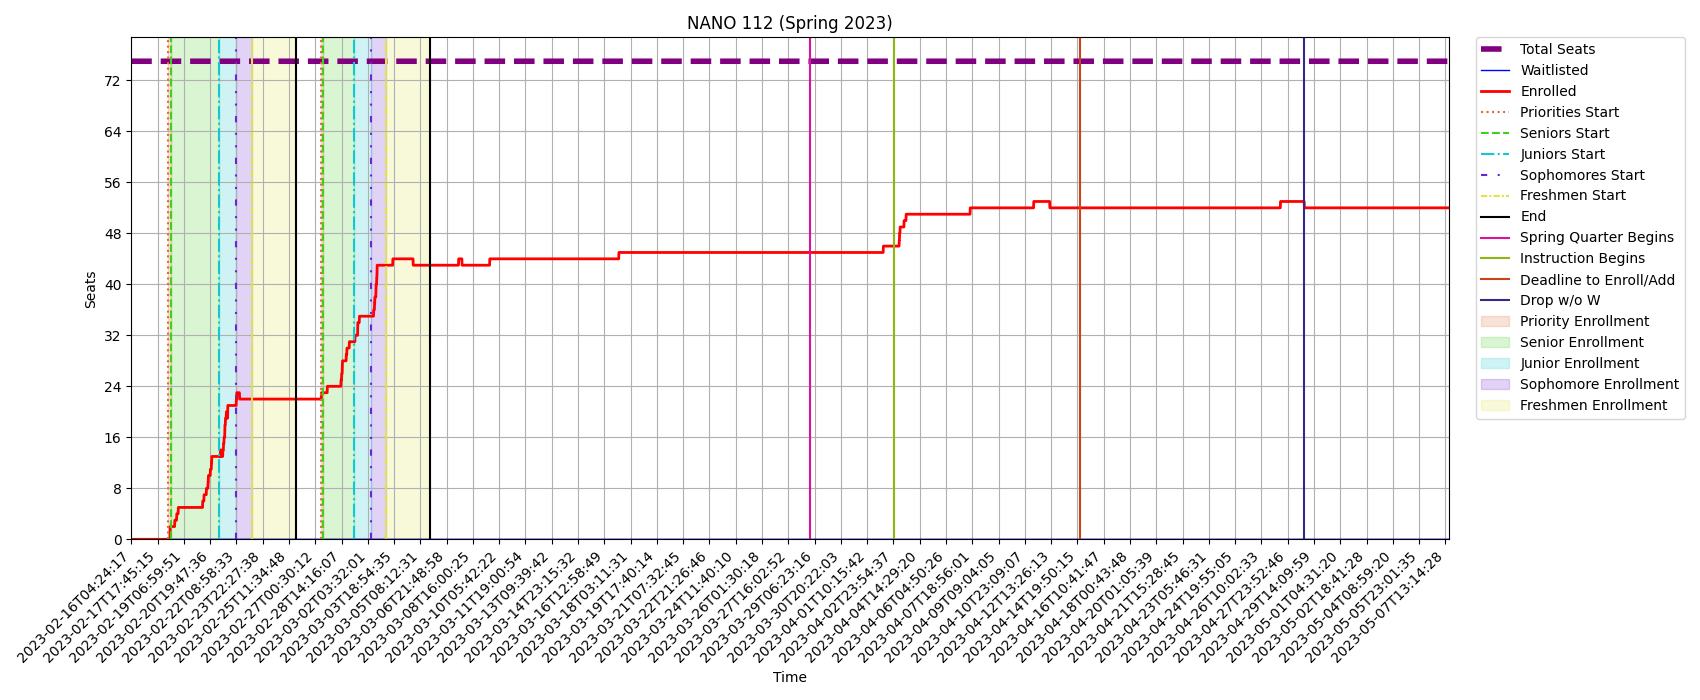 NANO 112 (Spring 2023)
Seats
72
64
56
48
40
32
24
16
8
0
2023-02-16T04:24:17
2023-02-17T17:45:15
2023-02-19T06:59:51
2023-02-20T19:47:36
2023-02-22T08:58:33
2023-02-23T22:27:38
2023-02-25T11:34:48
2023-02-27T00:30:12
2023-02-28T14:16:07
2023-03-02T03:32:01
2023-03-03T18:54:35
2023-03-05T08:12:31
2023-03-06T21:48:58
2023-03-08T16:00:25
2023-03-10T05:42:22
2023-03-11T19:00:54
2023-03-13T09:39:42
2023-03-14T23:15:32
2023-03-16T12:58:49
2023-03-18T03:11:31
2023-03-19T17:40:14
2023-03-21T07:32:45
2023-03-22T21:26:46
2023-03-24T11:40:10
2023-03-26T01:30:18
2023-03-27T16:02:52
2023-03-29T06:23:16
2023-03-30T20:22:03
2023-04-01T10:15:42
2023-04-02T23:54:37
2023-04-04T14:29:20
2023-04-06T04:50:26
2023-04-07T18:56:01
2023-04-09T09:04:05
2023-04-10T23:09:07
2023-04-12T13:26:13
2023-04-14T19:50:15
2023-04-16T10:41:47
2023-04-18T00:43:48
2023-04-20T01:05:39
2023-04-21T15:28:45
2023-04-23T05:46:31
2023-04-24T19:55:05
2023-04-26T10:02:33
2023-04-27T23:52:46
2023-04-29T14:09:59
2023-05-01T04:31:20
2023-05-02T18:41:28
2023-05-04T08:59:20
2023-05-05T23:01:35
2023-05-07T13:14:28
Time
Total Seats
Waitlisted
Enrolled
Priorities Start
Seniors Start
Juniors Start
Sophomores Start
Freshmen Start
End
Spring Quarter Begins
Instruction Begins
Deadline to Enroll/Add
Drop w/o W
Priority Enrollment
Senior Enrollment
Junior Enrollment
Sophomore Enrollment
Freshmen Enrollment